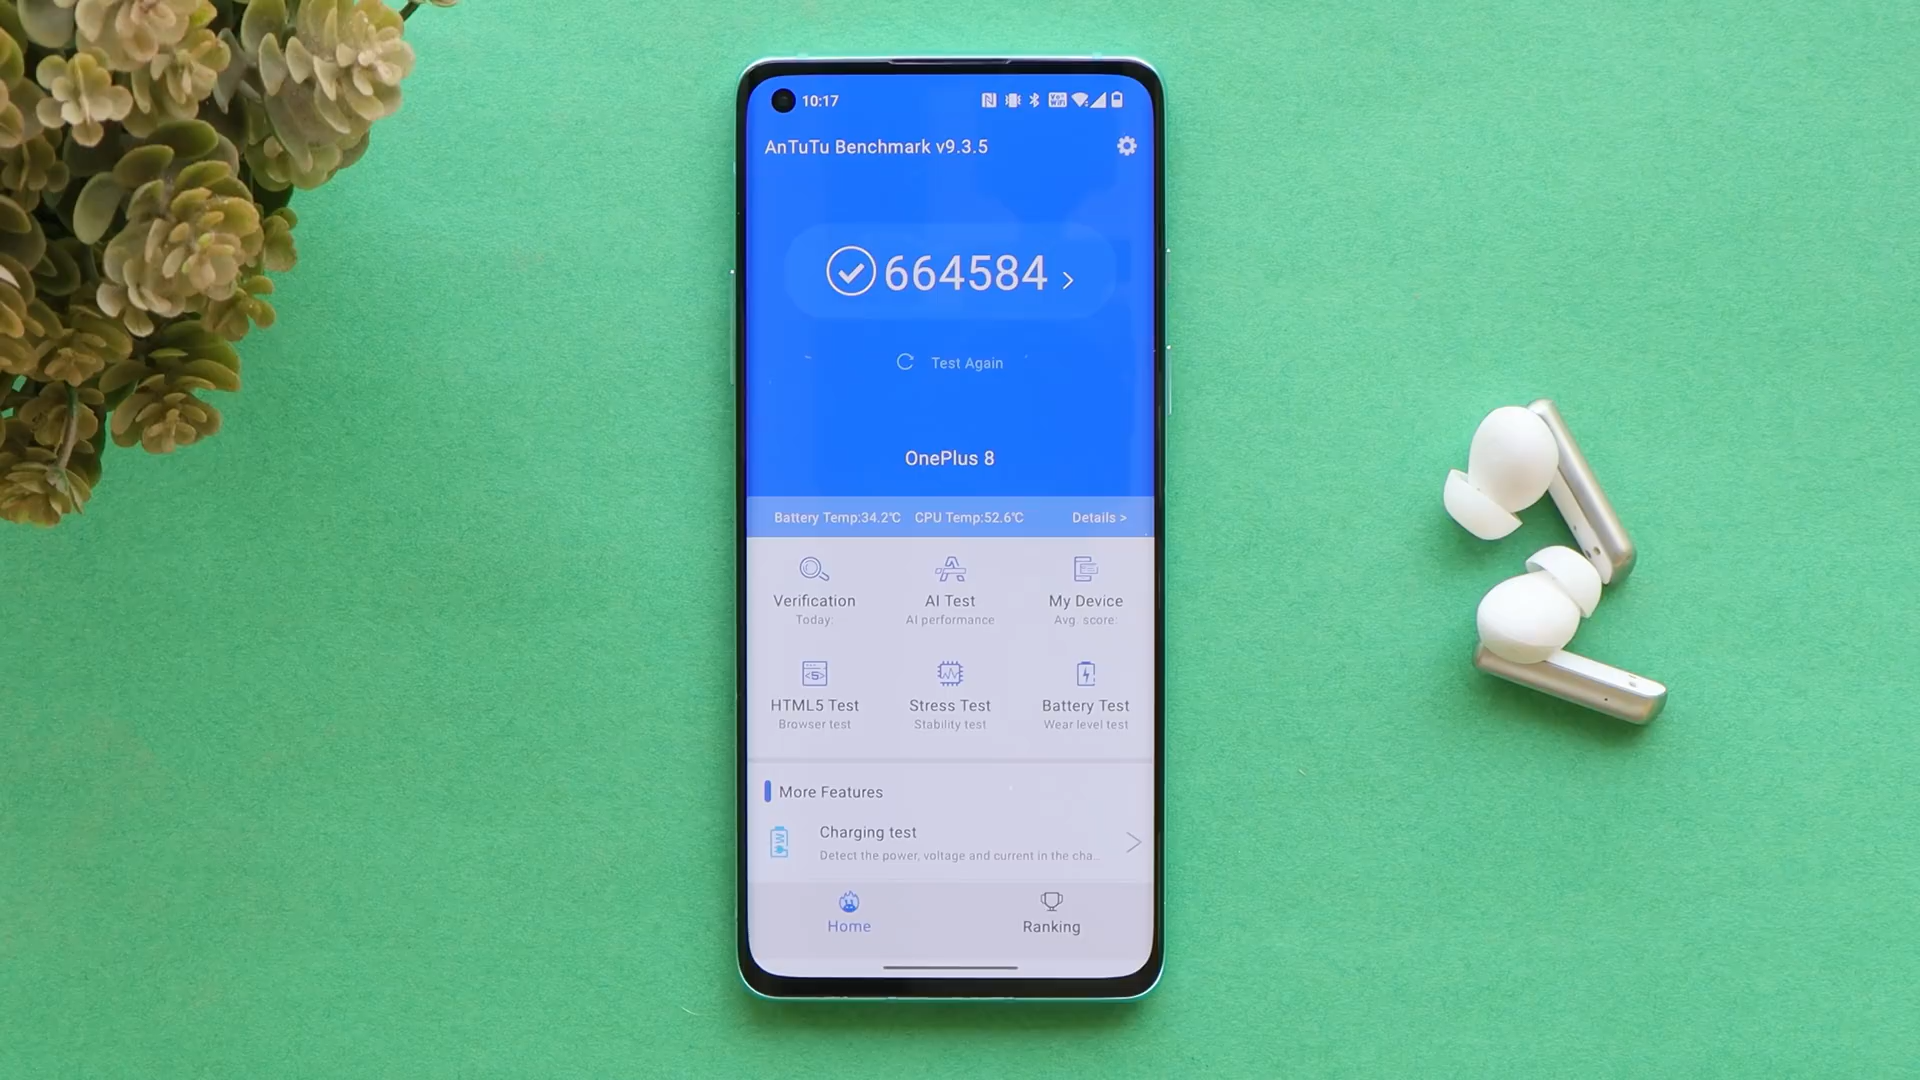 10:17
AnTuTu Benchmark v9.3.5
664584 >
Test Again
OnePlus 8
Battery Temp:34.2℃ CPU Temp:52.6℃ Details >
Verification AI Test My Device
Today: AI performance Avg. score:
HTML5 Test Stress Test Battery Test
Browser test Stability test Wear level test
More Features
Charging test
Detect the power, voltage and current in the cha...
Home Ranking